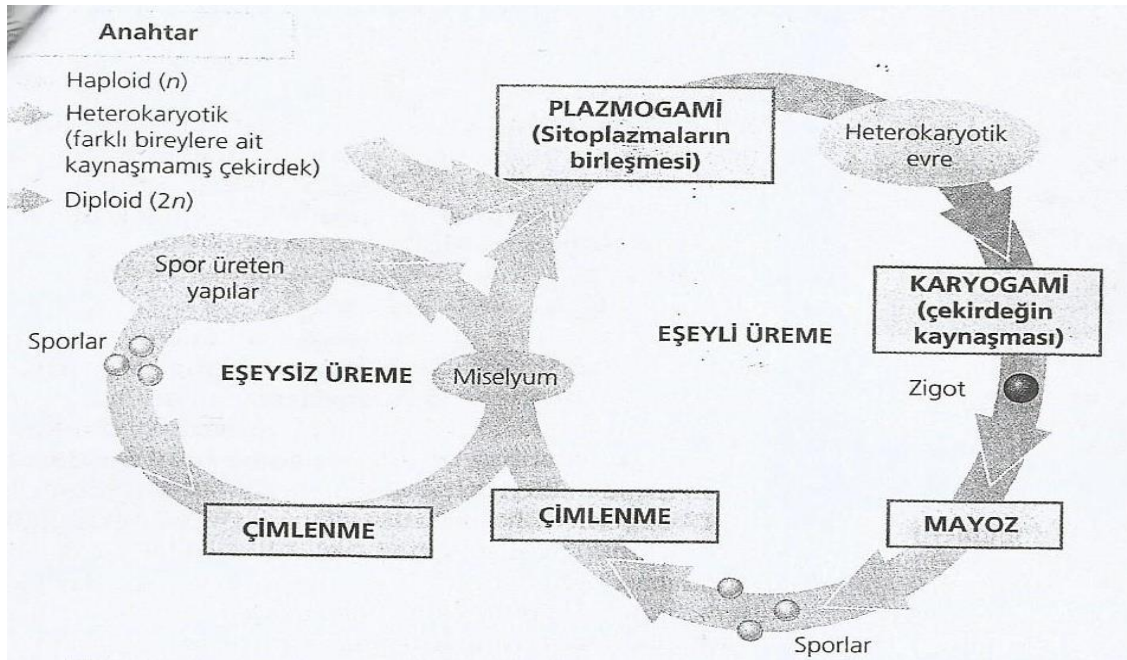 Anahtar
Haploid (n)
Heterokaryotik
(farklı bireylere ait
kaynaşmamış çekirdek)
Diploid (2n)
PLAZMOGAMİ
(Sitoplazmaların
birleşmesi)
Heterokaryotik
evre
Spor üreten
yapılar
KARYOGAMİ
(çekirdeğin
kaynaşması)
Sporlar
EŞEYSİZ ÜREME
Miselyum
EŞEYLİ ÜREME
Zigot
ÇİMLENME
ÇİMLENME
MAYOZ
Sporlar